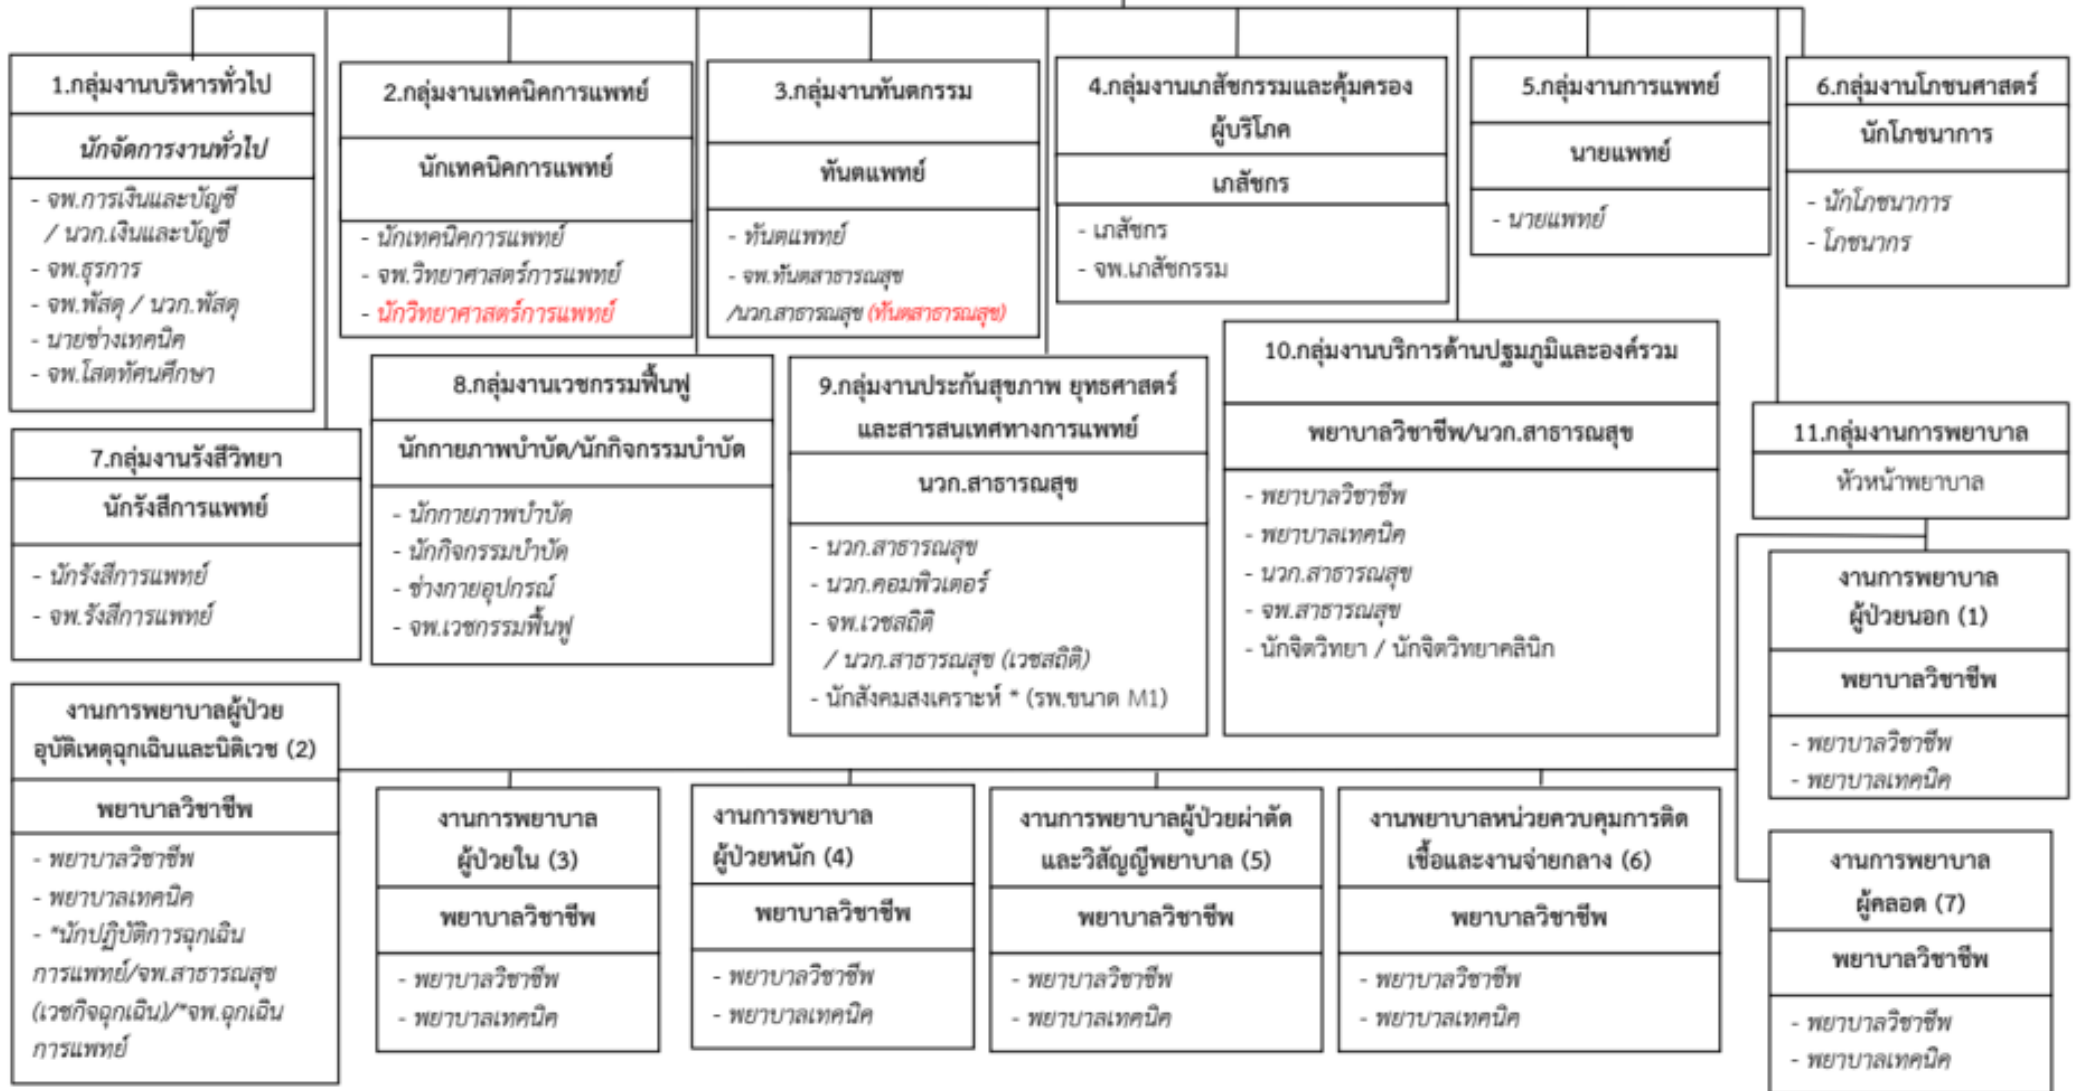 1.กลุ่มงานบริหารทั่วไป
นักจัดการงานทั่วไป
- จพ.การเงินและบัญชี
/ นวก.เงินและบัญชี
- จพ.ธุรการ
- จพ.พัสดุ / นวก.พัสดุ
- นายช่างเทคนิค
- จพ.โสตทัศนศึกษา
2.กลุ่มงานเทคนิคการแพทย์
นักเทคนิคการแพทย์
- นักเทคนิคการแพทย์
- จพ.วิทยาศาสตร์การแพทย์
- นักวิทยาศาสตร์การแพทย์
3.กลุ่มงานทันตกรรม
ทันตแพทย์
- ทันตแพทย์
- จพ.ทันตสาธารณสุข
/นวก.สาธารณสุข (ทันตสาธารณสุข)
4.กลุ่มงานเภสัชกรรมและคุ้มครอง
ผู้บริโภค
เภสัชกร
- เภสัชกร
- จพ.เภสัชกรรม
5.กลุ่มงานการแพทย์
นายแพทย์
- นายแพทย์
6.กลุ่มงานโภชนศาสตร์
นักโภชนาการ
- นักโภชนาการ
- โภชนากร
7.กลุ่มงานรังสีวิทยา
นักรังสีการแพทย์
- นักรังสีการแพทย์
- จพ.รังสีการแพทย์
8.กลุ่มงานเวชกรรมฟื้นฟู
นักกายภาพบำบัด/นักกิจกรรมบำบัด
- นักกายภาพบำบัด
- นักกิจกรรมบำบัด
- ช่างกายอุปกรณ์
- จพ.เวชกรรมฟื้นฟู
9.กลุ่มงานประกันสุขภาพ ยุทธศาสตร์
และสารสนเทศทางการแพทย์
นวก.สาธารณสุข
- นวก.สาธารณสุข
- นวก.คอมพิวเตอร์
- จพ.เวชสถิติ
/ นวก.สาธารณสุข (เวชสถิติ)
- นักสังคมสงเคราะห์ * (รพ.ขนาด M1)
10.กลุ่มงานบริการด้านปฐมภูมิและองค์รวม
พยาบาลวิชาชีพ/นวก.สาธารณสุข
- พยาบาลวิชาชีพ
- พยาบาลเทคนิค
- นวก.สาธารณสุข
- จพ.สาธารณสุข
- นักจิตวิทยา / นักจิตวิทยาคลินิก
11.กลุ่มงานการพยาบาล
หัวหน้าพยาบาล
งานการพยาบาล
ผู้ป่วยนอก (1)
พยาบาลวิชาชีพ
- พยาบาลวิชาชีพ
- พยาบาลเทคนิค
งานการพยาบาลผู้ป่วย
อุบัติเหตุฉุกเฉินและนิติเวช (2)
พยาบาลวิชาชีพ
- พยาบาลวิชาชีพ
- พยาบาลเทคนิค
- *นักปฏิบัติการฉุกเฉิน
การแพทย์/จพ.สาธารณสุข
(เวชกิจฉุกเฉิน)/*จพ.ฉุกเฉิน
การแพทย์
งานการพยาบาล
ผู้ป่วยใน (3)
พยาบาลวิชาชีพ
- พยาบาลวิชาชีพ
- พยาบาลเทคนิค
งานการพยาบาล
ผู้ป่วยหนัก (4)
พยาบาลวิชาชีพ
- พยาบาลวิชาชีพ
- พยาบาลเทคนิค
งานการพยาบาลผู้ป่วยผ่าตัด
และวิสัญญีพยาบาล (5)
พยาบาลวิชาชีพ
- พยาบาลวิชาชีพ
- พยาบาลเทคนิค
งานพยาบาลหน่วยควบคุมการติด
เชื้อและงานจ่ายกลาง (6)
พยาบาลวิชาชีพ
- พยาบาลวิชาชีพ
- พยาบาลเทคนิค
งานการพยาบาล
ผู้คลอด (7)
พยาบาลวิชาชีพ
- พยาบาลวิชาชีพ
- พยาบาลเทคนิค